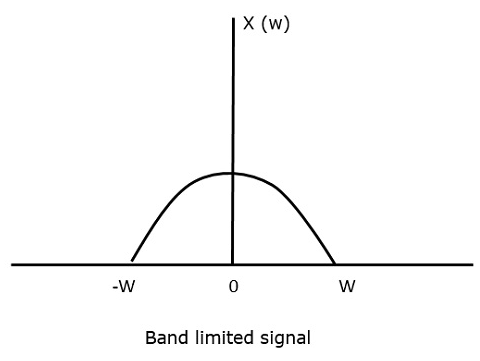 X (w)
-W 0 W
Band limited signal